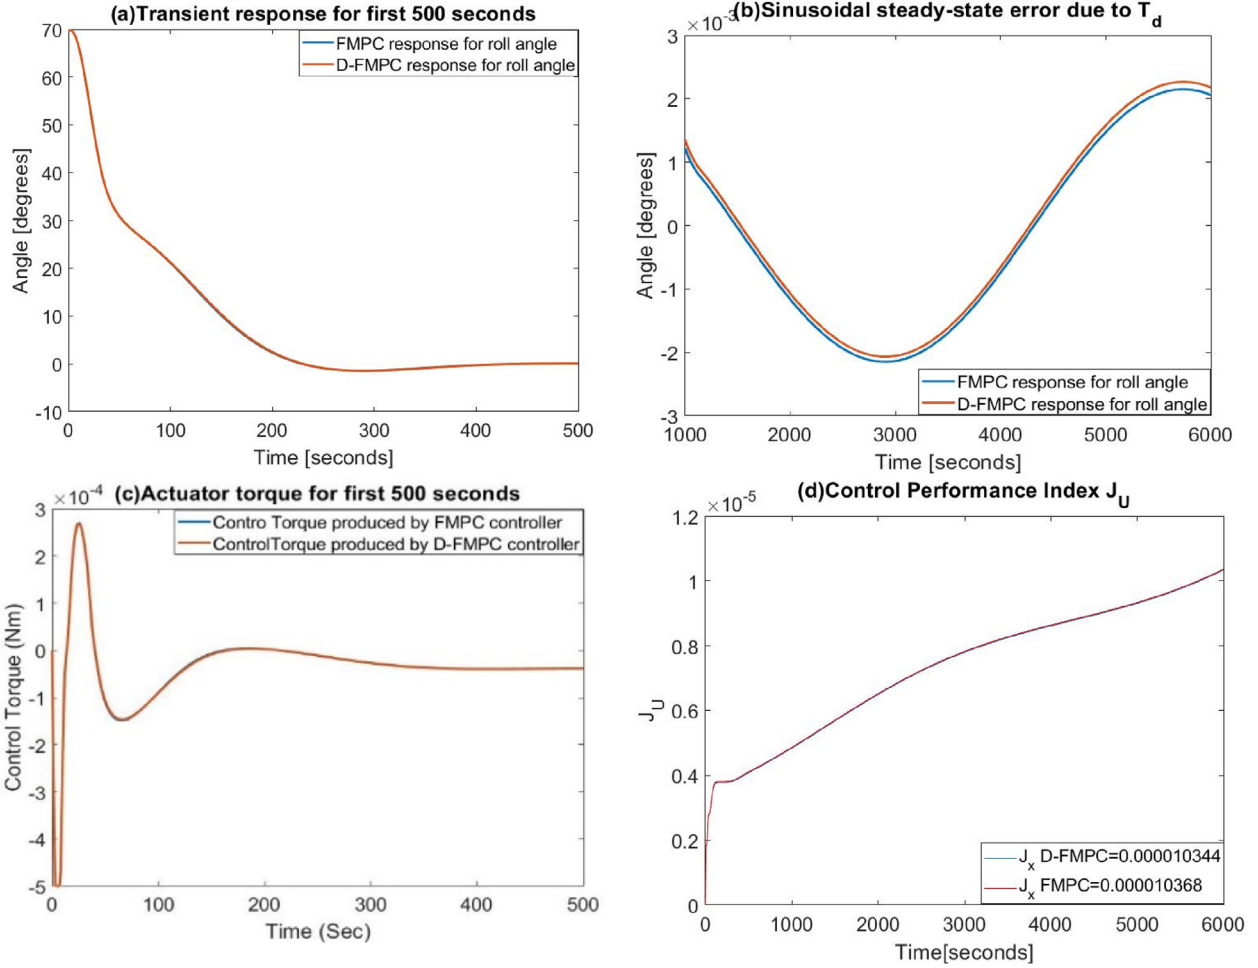 (a)Transient response for first 500 seconds
70
60
50
40
30
20
10
0
-10
Angle [degrees]
FMPC response for roll angle
D-FMPC response for roll angle
0 100 200 300 400 500
Time [seconds]
(b)Sinusoidal steady-state error due to T_d
×10^-3
3
2
1
0
-1
-2
-3
Angle [degrees]
FMPC response for roll angle
D-FMPC response for roll angle
1000 2000 3000 4000 5000 6000
Time [seconds]
(c)Actuator torque for first 500 seconds
×10^-4
3
2
1
0
-1
-2
-3
-4
-5
Control Torque (Nm)
Contro Torque produced by FMPC controller
ControlTorque produced by D-FMPC controller
0 100 200 300 400 500
Time (Sec)
(d)Control Performance Index J_U
×10^-5
1.2
1
0.8
0.6
0.4
0.2
0
J_U
J_x D-FMPC=0.000010344
J_x FMPC=0.000010368
0 1000 2000 3000 4000 5000 6000
Time[seconds]